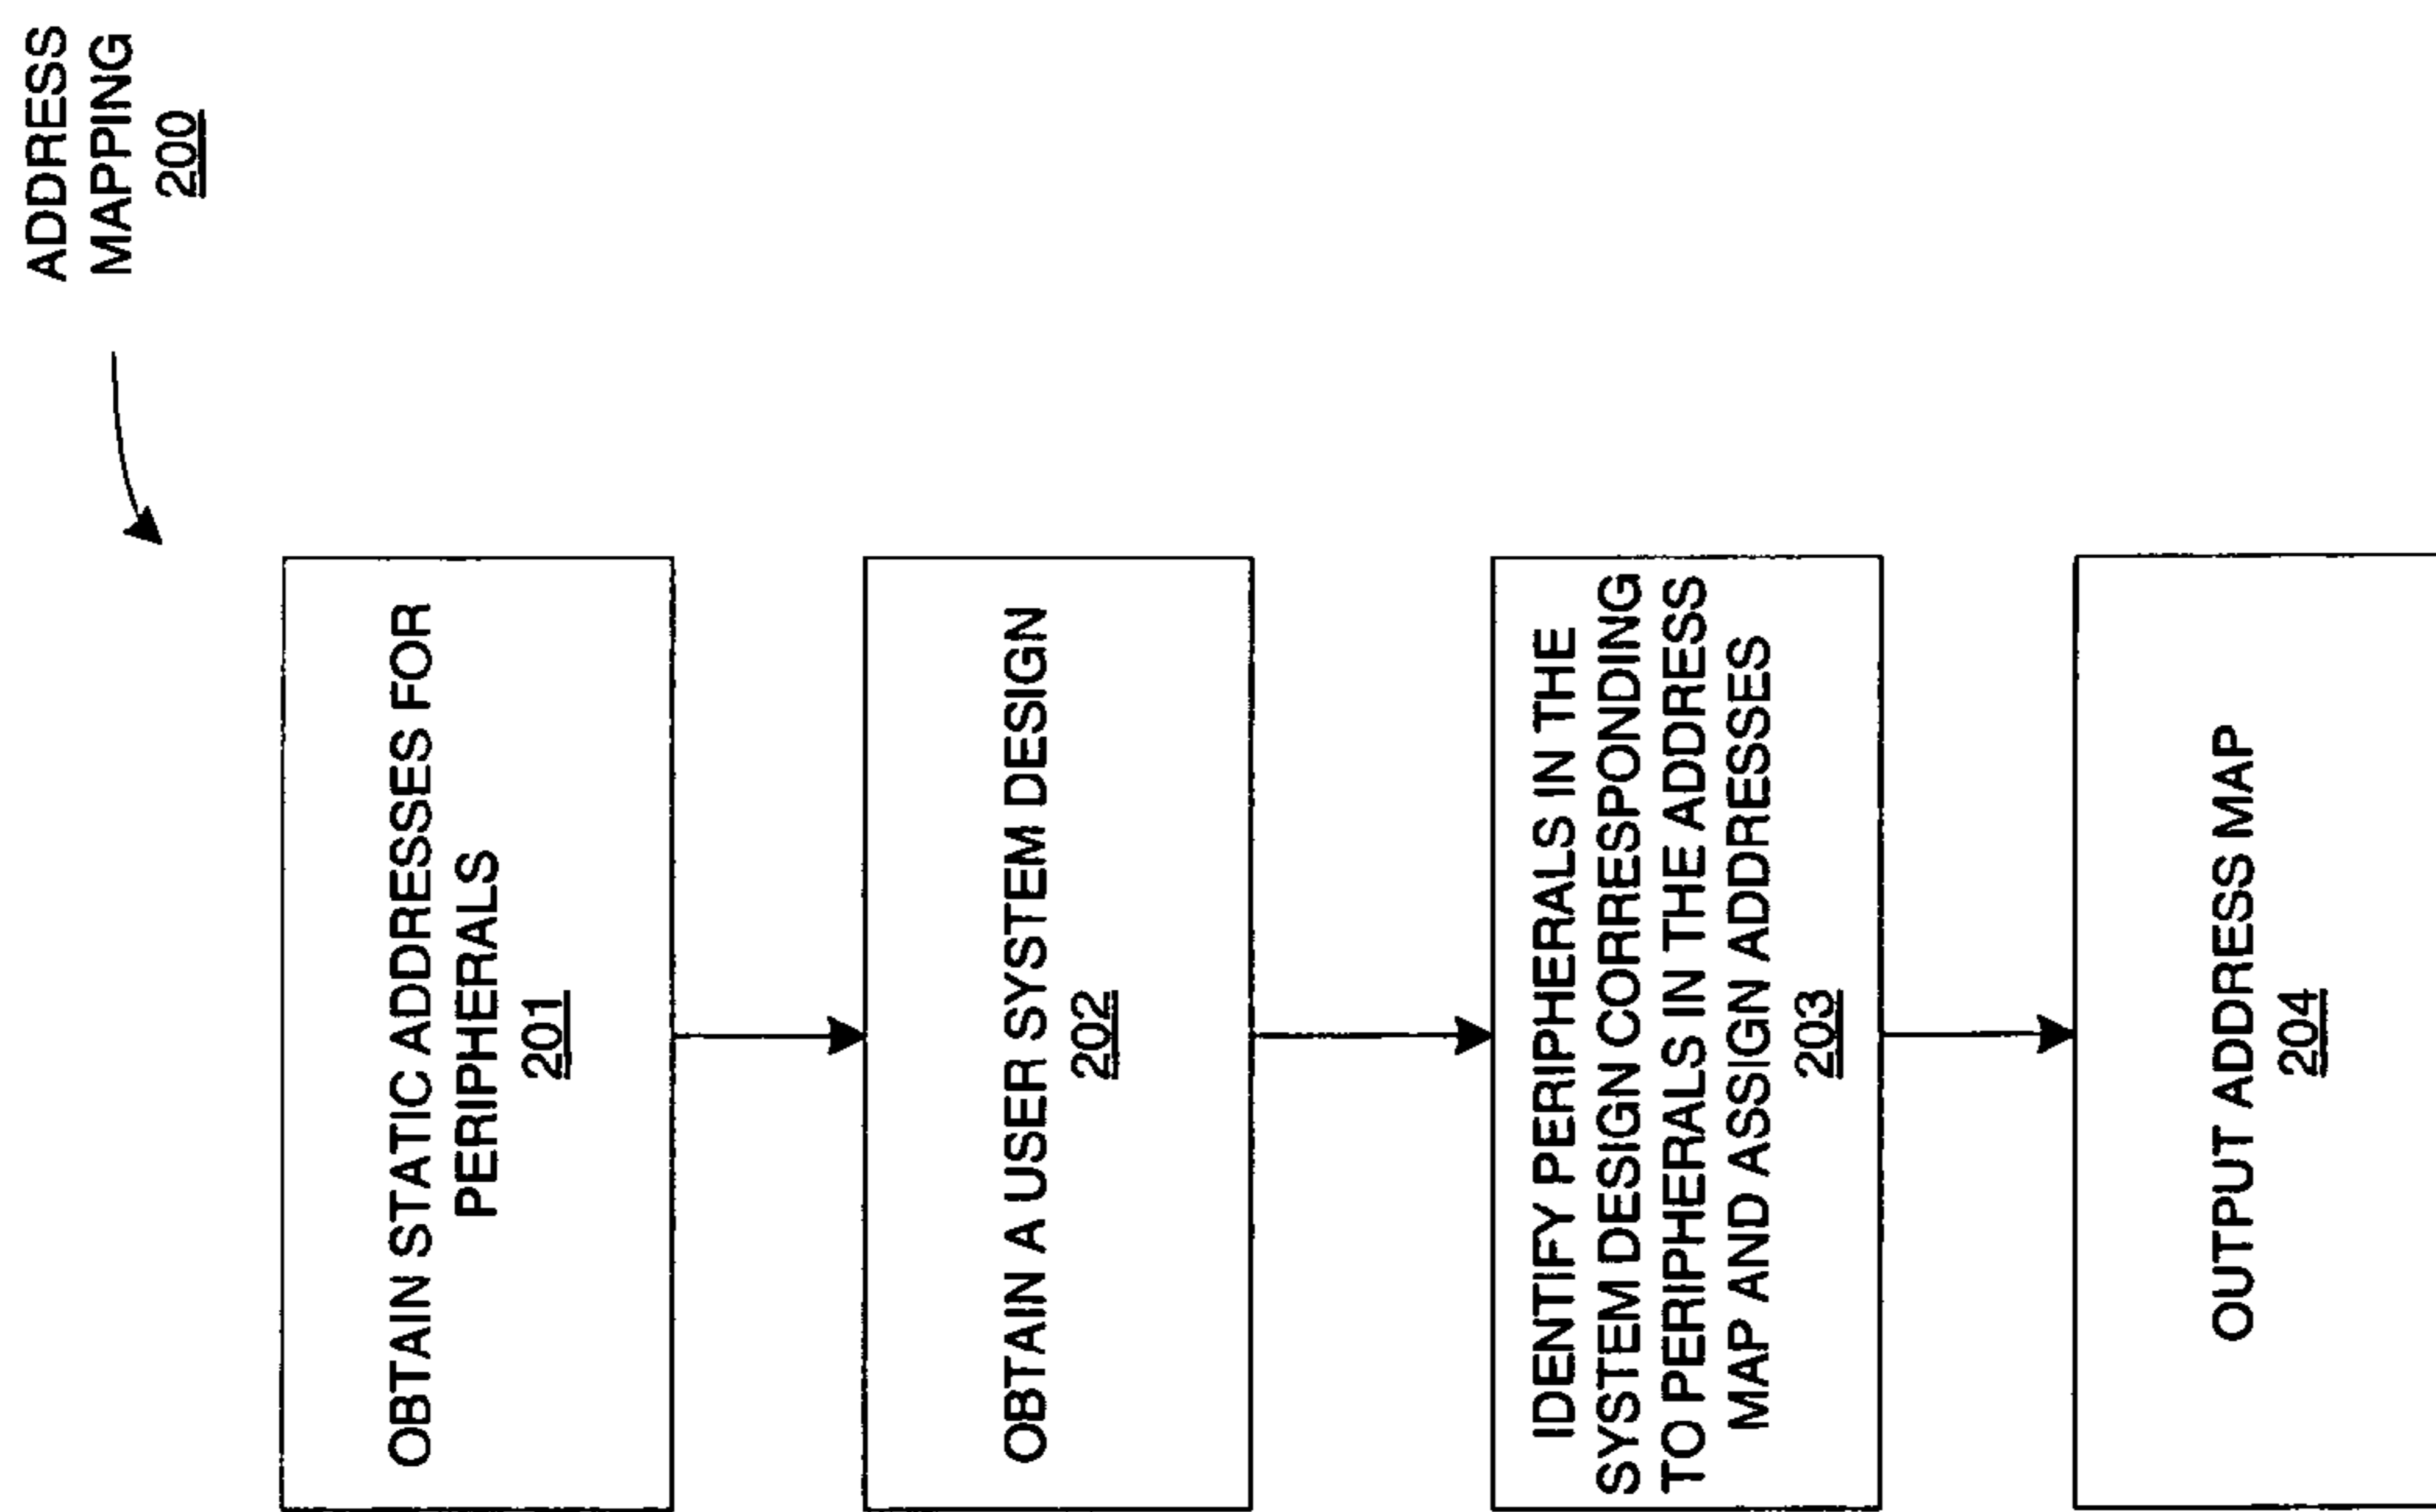 ADDRESS
MAPPING
200
OBTAIN STATIC ADDRESSES FOR
PERIPHERALS
201
OBTAIN A USER SYSTEM DESIGN
202
IDENTIFY PERIPHERALS IN THE
SYSTEM DESIGN CORRESPONDING
TO PERIPHERALS IN THE ADDRESS
MAP AND ASSIGN ADDRESSES
203
OUTPUT ADDRESS MAP
204